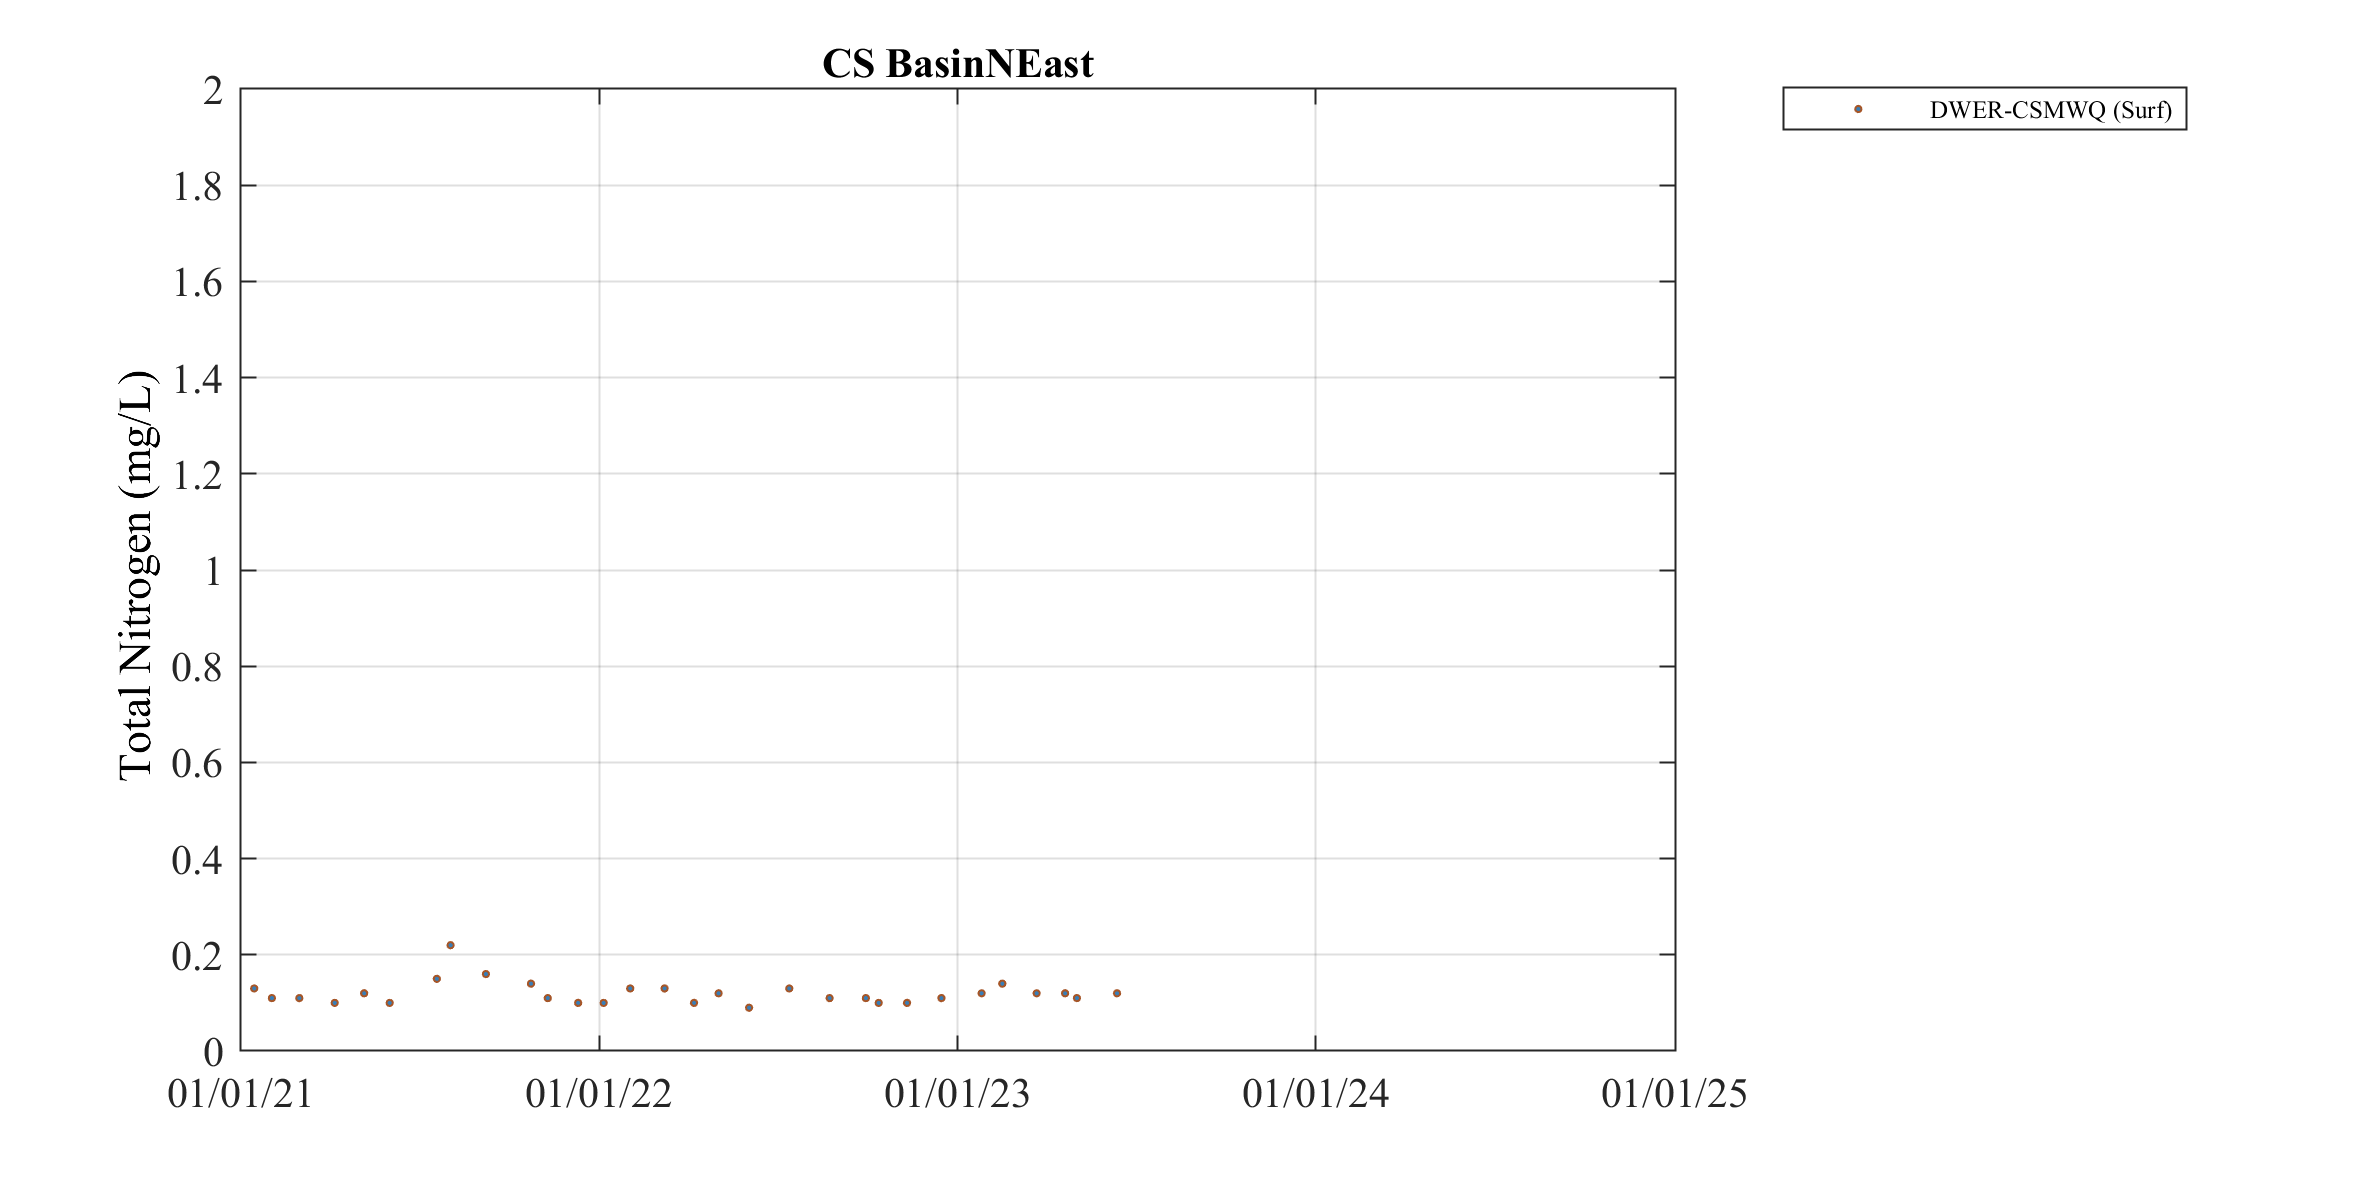 CS BasinNEast
DWER-CSMWQ (Surf)
Total Nitrogen (mg/L)
2
1.8
1.6
1.4
1.2
1
0.8
0.6
0.4
0.2
0
01/01/21 01/01/22 01/01/23 01/01/24 01/01/25